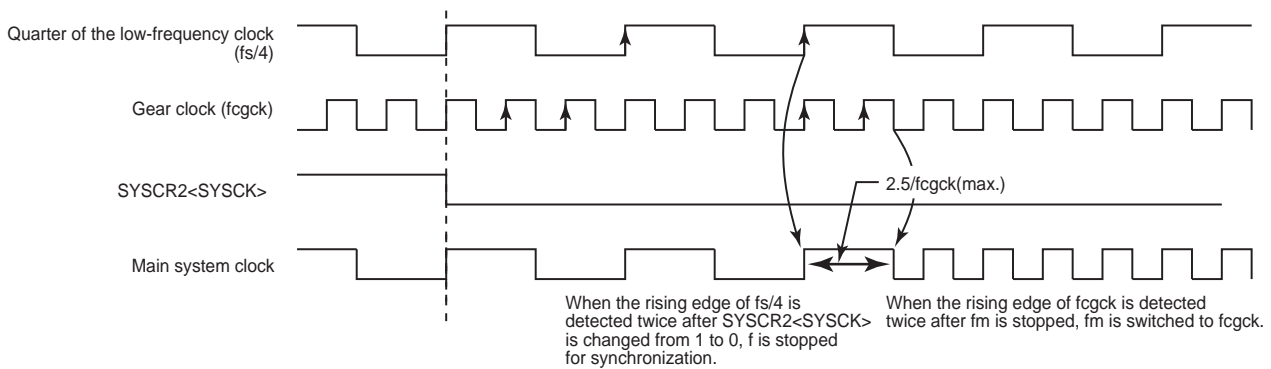 Quarter of the low-frequency clock
(fs/4)
Gear clock (fcgck)
SYSCR2<SYSCK>
2.5/fcgck(max.)
Main system clock
When the rising edge of fs/4 is
detected twice after SYSCR2<SYSCK>
is changed from 1 to 0, f is stopped
for synchronization.
When the rising edge of fcgck is detected
twice after fm is stopped, fm is switched to fcgck.